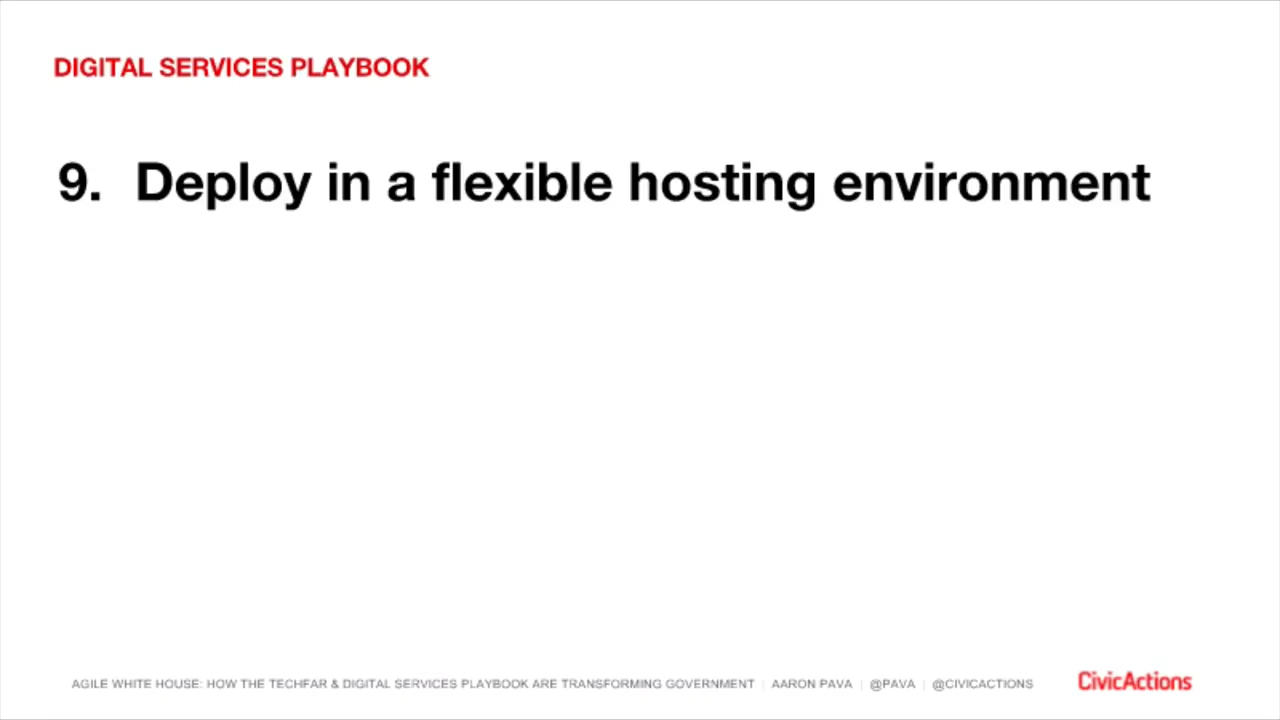 DIGITAL SERVICES PLAYBOOK
9. Deploy in a flexible hosting environment
AGILE WHITE HOUSE: HOW THE TECHFAR & DIGITAL SERVICES PLAYBOOK ARE TRANSFORMING GOVERNMENT | AARON PAVA | @PAVA | @CIVICACTIONS CivicActions